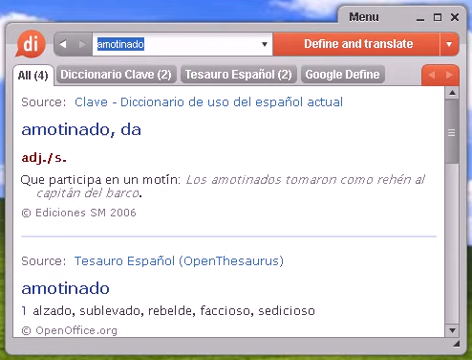 Menu
di
amotinado
Define and translate
All (4)
Diccionario Clave (2)
Tesauro Español (2)
Google Define
Source: Clave - Diccionario de uso del español actual
amotinado, da
adj./s.
Que participa en un motín: Los amotinados tomaron como rehén al
capitán del barco.
© Ediciones SM 2006
Source: Tesauro Español (OpenThesaurus)
amotinado
1 alzado, sublevado, rebelde, faccioso, sedicioso
© OpenOffice.org